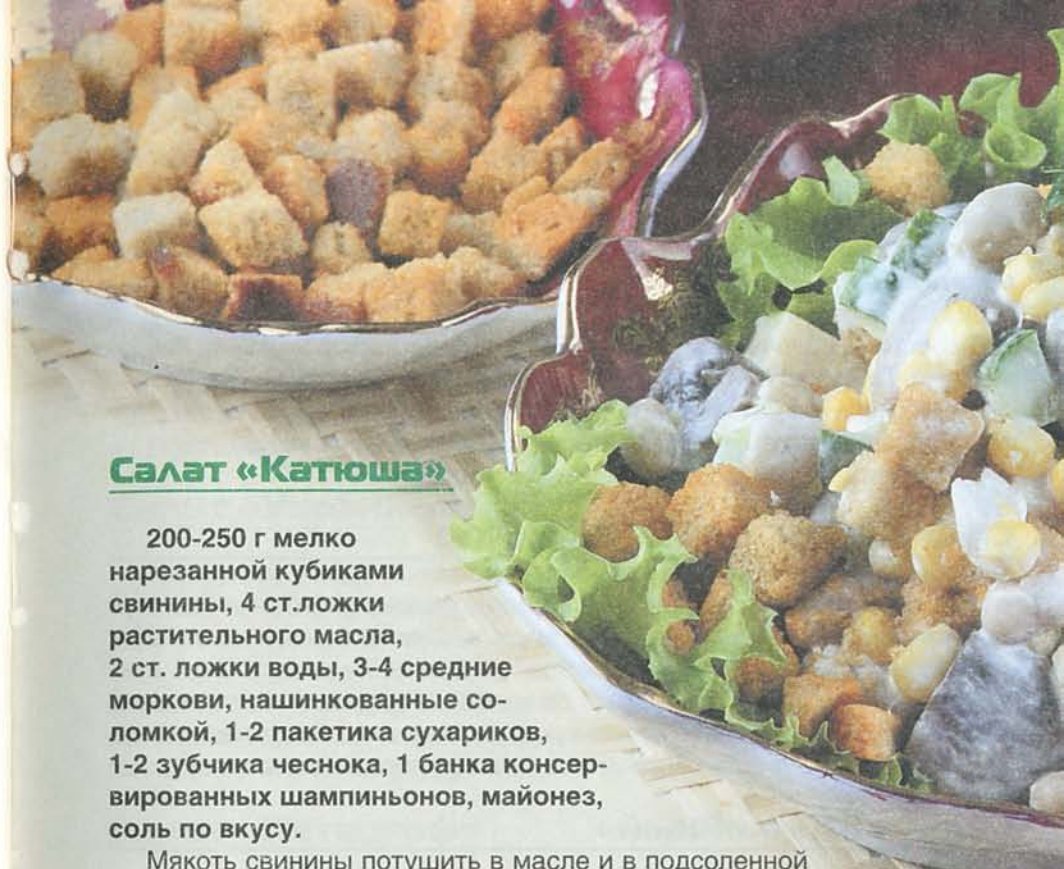 Салат «Катюша»
200-250 г мелко
нарезанной кубиками
свинины, 4 ст.ложки
растительного масла,
2 ст. ложки воды, 3-4 средние
моркови, нашинкованные со-
ломкой, 1-2 пакетика сухариков,
1-2 зубчика чеснока, 1 банка консер-
вированных шампиньонов, майонез,
соль по вкусу.
Мякоть свинины потушить в масле и в подсоленной